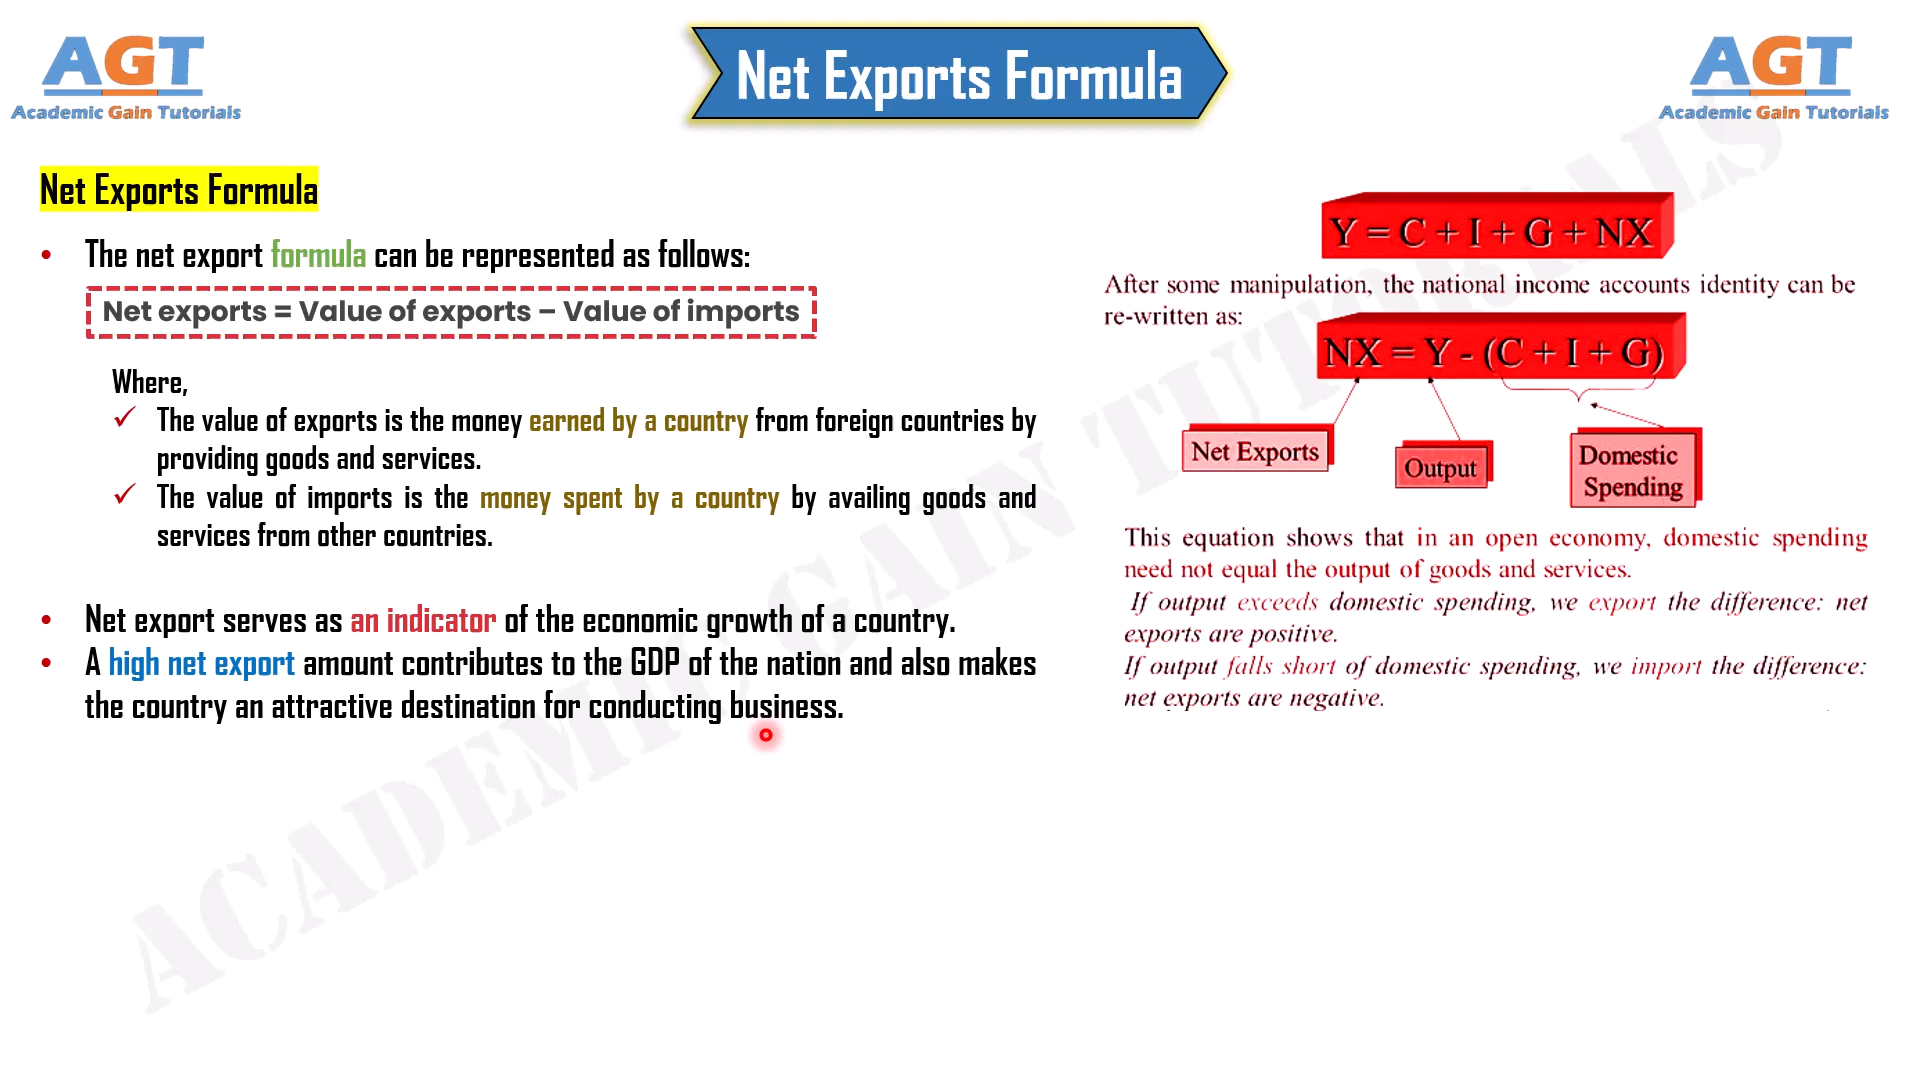 AGT
Academic Gain Tutorials
Net Exports Formula
AGT
Academic Gain Tutorials
Net Exports Formula
• The net export formula can be represented as follows:
Net exports = Value of exports – Value of imports
Where,
✓ The value of exports is the money earned by a country from foreign countries by
providing goods and services.
✓ The value of imports is the money spent by a country by availing goods and
services from other countries.
• Net export serves as an indicator of the economic growth of a country.
• A high net export amount contributes to the GDP of the nation and also makes
the country an attractive destination for conducting business.
Y = C + I + G + NX
After some manipulation, the national income accounts identity can be
re-written as:
NX = Y - (C + I + G)
Net Exports
Output
Domestic
Spending
This equation shows that in an open economy, domestic spending
need not equal the output of goods and services.
If output exceeds domestic spending, we export the difference: net
exports are positive.
If output falls short of domestic spending, we import the difference:
net exports are negative.
ACADEMIC GAIN TUTORIALS